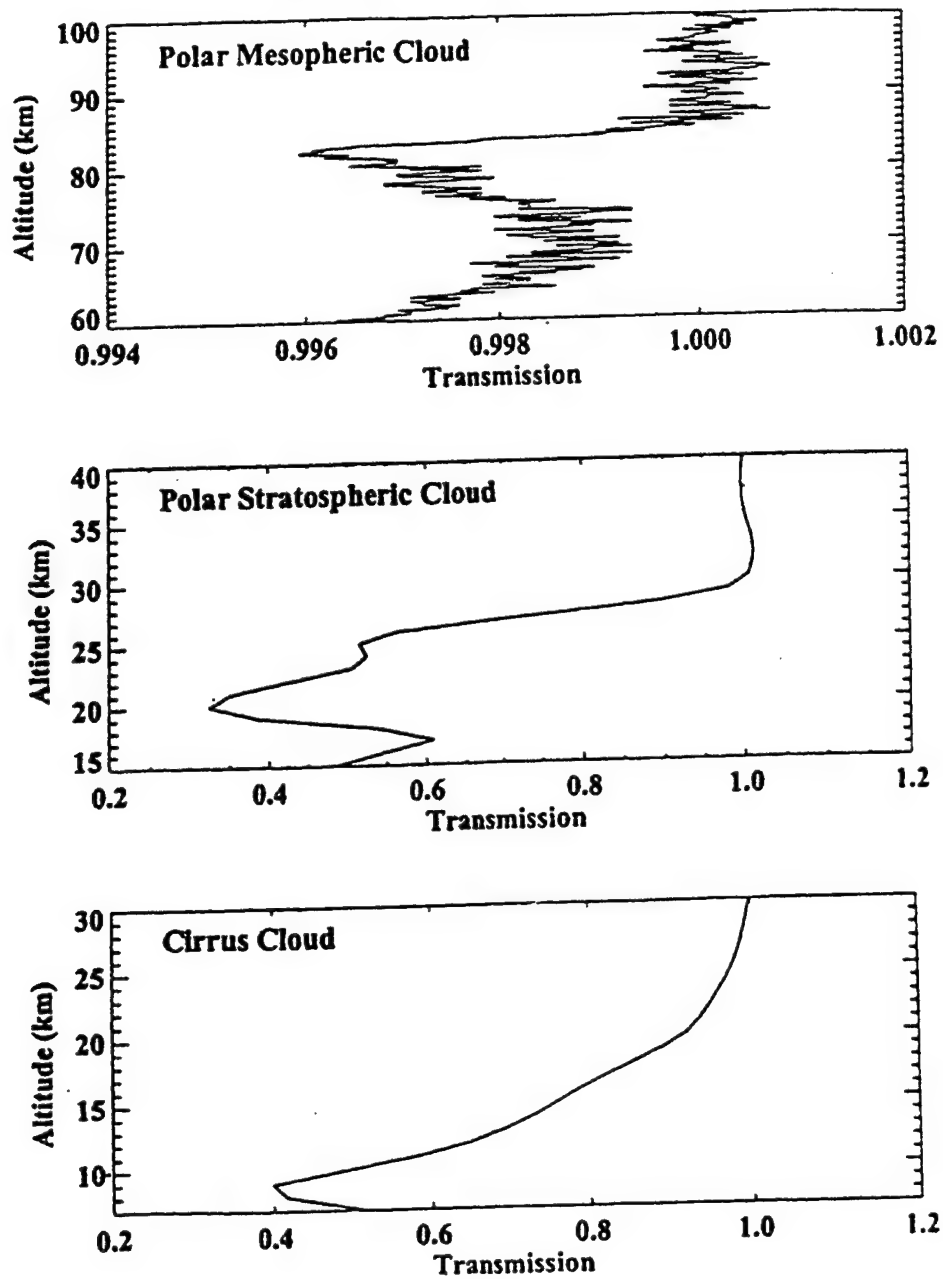 Polar Mesopheric Cloud
100
90
80
70
60
Altitude (km)
0.994 0.996 0.998 1.000 1.002
Transmission
Polar Stratospheric Cloud
40
35
30
25
20
15
Altitude (km)
0.2 0.4 0.6 0.8 1.0 1.2
Transmission
Cirrus Cloud
30
25
20
15
10
Altitude (km)
0.2 0.4 0.6 0.8 1.0 1.2
Transmission